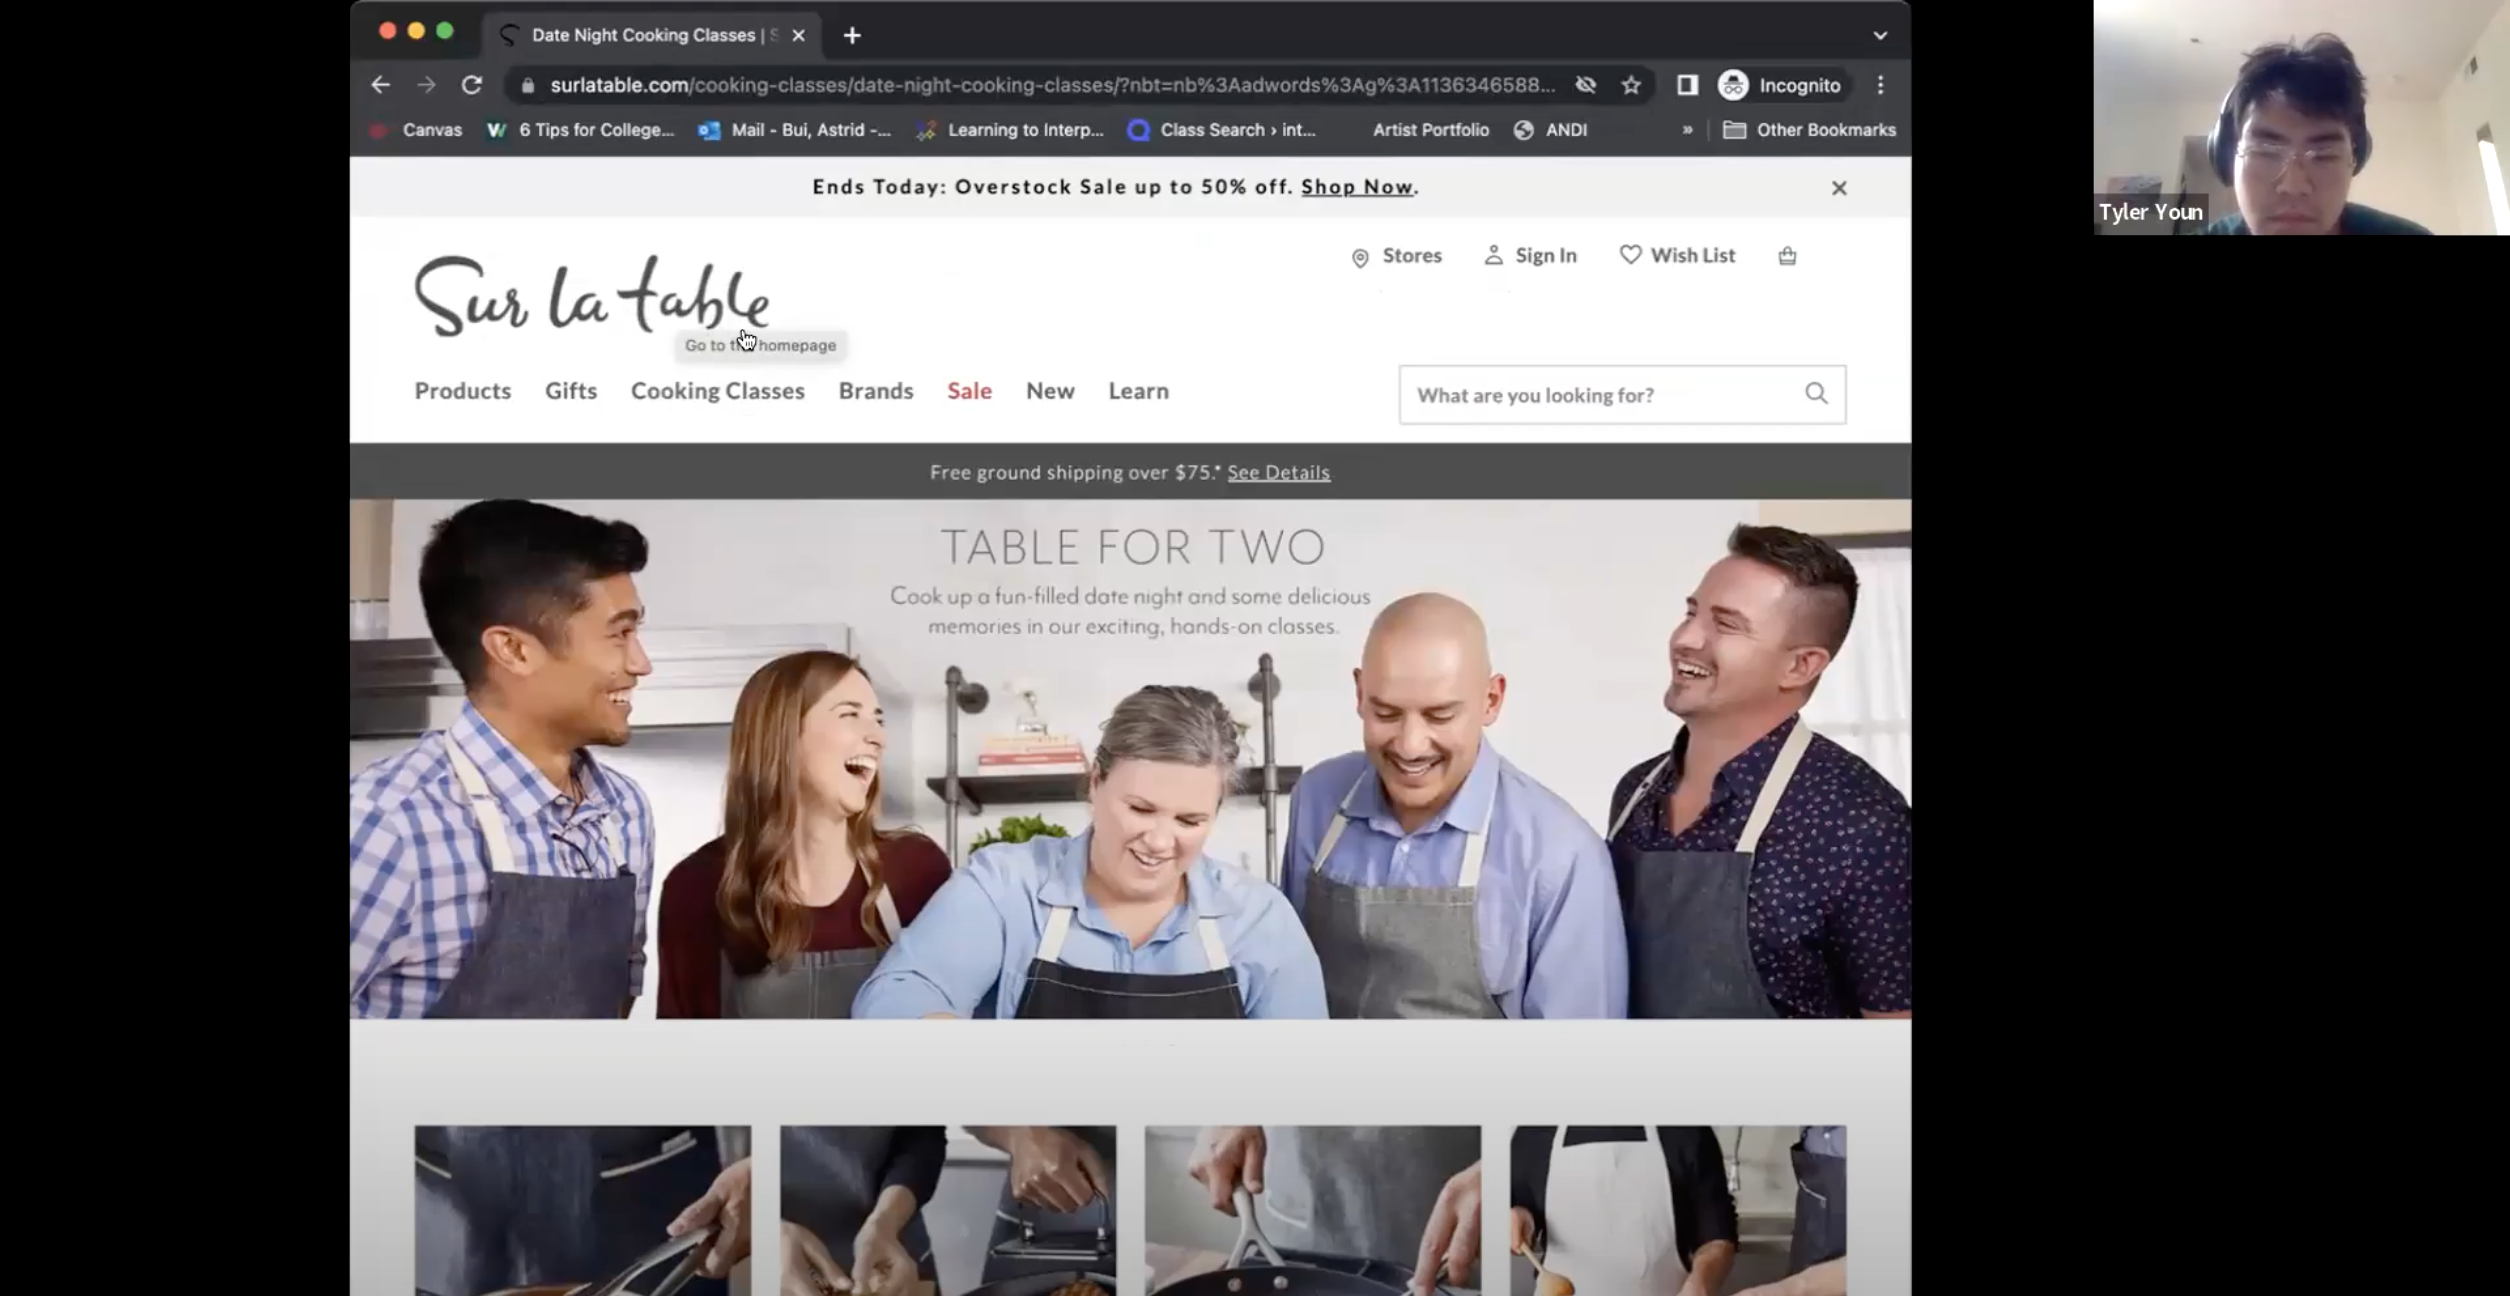 Date Night Cooking Classes |
surlatable.com/cooking-classes/date-night-cooking-classes/?nbt=nb%3Aadwords%3Ag%3A1136346588...
Incognito
Canvas
6 Tips for College...
Mail - Bui, Astrid -...
Learning to Interp...
Class Search › int...
Artist Portfolio
ANDI
»
Other Bookmarks
Tyler Youn
Ends Today: Overstock Sale up to 50% off. Shop Now.
Stores
Sign In
Wish List
Sur la table
Go to the homepage
Products
Gifts
Cooking Classes
Brands
Sale
New
Learn
What are you looking for?
Free ground shipping over $75.* See Details
TABLE FOR TWO
Cook up a fun-filled date night and some delicious
memories in our exciting, hands-on classes.